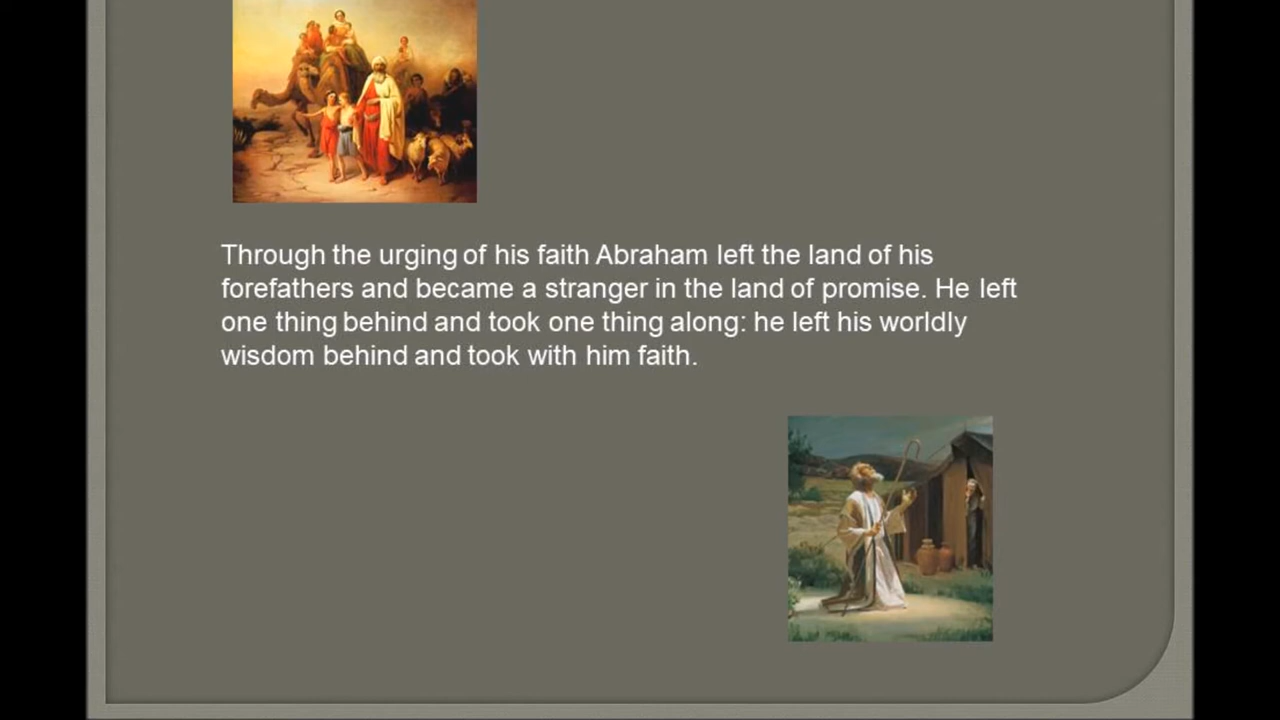 Through the urging of his faith Abraham left the land of his
forefathers and became a stranger in the land of promise. He left
one thing behind and took one thing along: he left his worldly
wisdom behind and took with him faith.